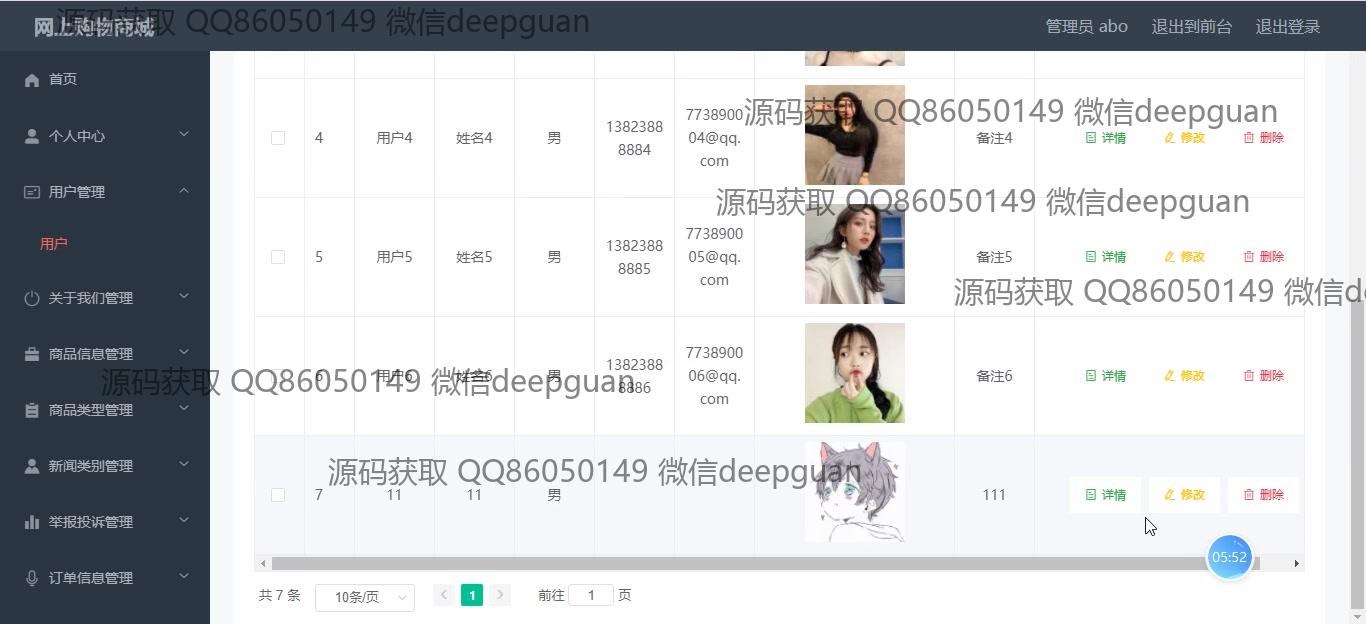 网上购物商城
源码获取 QQ86050149 微信deepguan
管理员 abo
退出到前台
退出登录
首页
个人中心
用户管理
用户
关于我们管理
商品信息管理
商品类型管理
新闻类别管理
举报投诉管理
订单信息管理
4
用户4
姓名4
男
1382388
8884
7738900
04@qq.
com
备注4
详情
修改
删除
源码获取 QQ86050149 微信deepguan
源码获取 QQ86050149 微信deepguan
5
用户5
姓名5
男
1382388
8885
7738900
05@qq.
com
备注5
详情
修改
删除
源码获取 QQ86050149 微信de
6
用户6
姓名6
男
1382388
8886
7738900
06@qq.
com
备注6
详情
修改
删除
源码获取 QQ86050149 微信deepguan
源码获取 QQ86050149 微信deepguan
7
11
11
男
111
详情
修改
删除
05:52
共 7 条
10条/页
1
前往
1
页